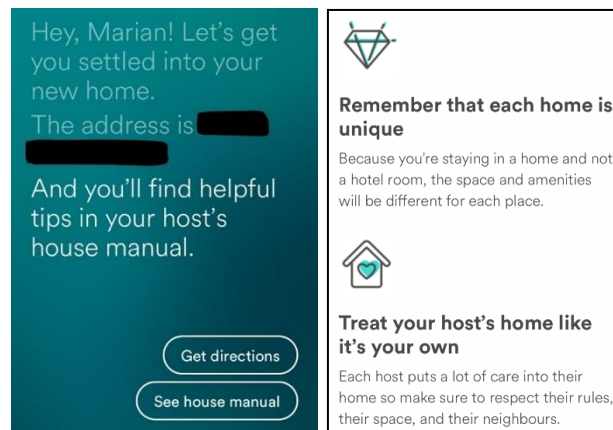 Hey, Marian! Let's get
you settled into your
new home.
The address is
And you'll find helpful
tips in your host's
house manual.
Get directions
See house manual
Remember that each home is
unique
Because you're staying in a home and not
a hotel room, the space and amenities
will be different for each place.
Treat your host's home like
it's your own
Each host puts a lot of care into their
home so make sure to respect their rules,
their space, and their neighbours.